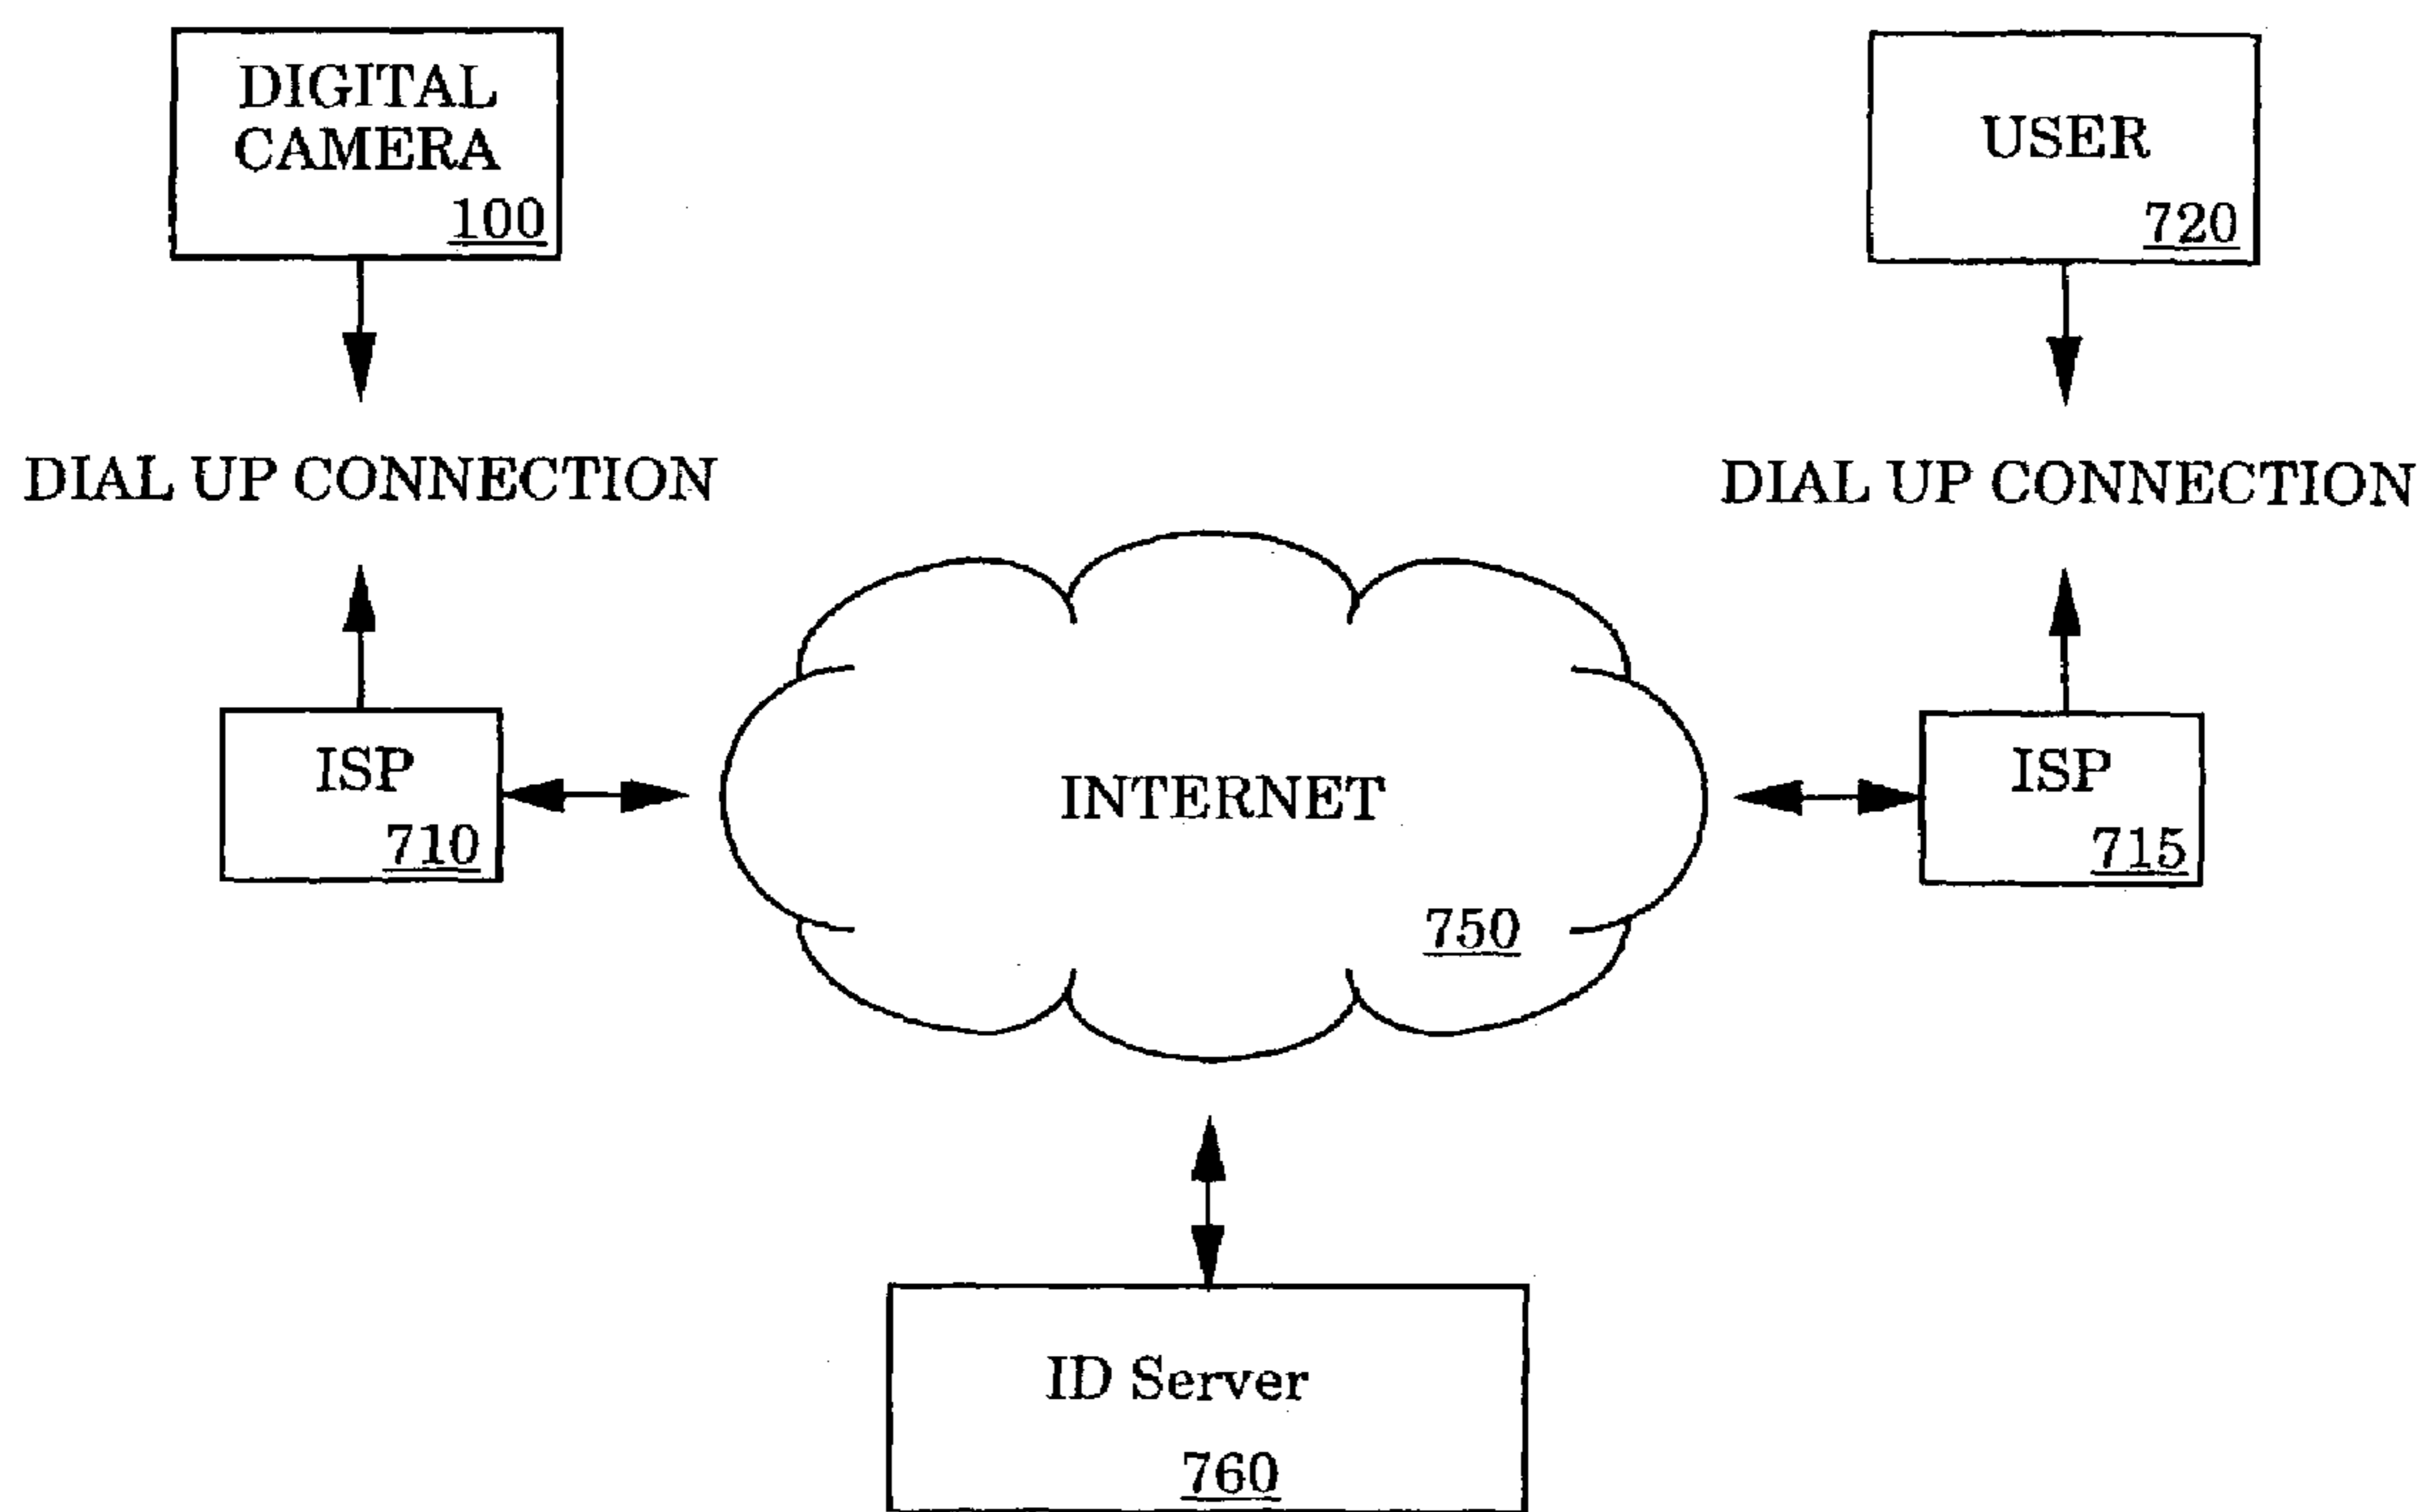 DIGITAL
CAMERA
100
USER
720
DIAL UP CONNECTION
DIAL UP CONNECTION
ISP
710
INTERNET
750
ISP
715
ID Server
760